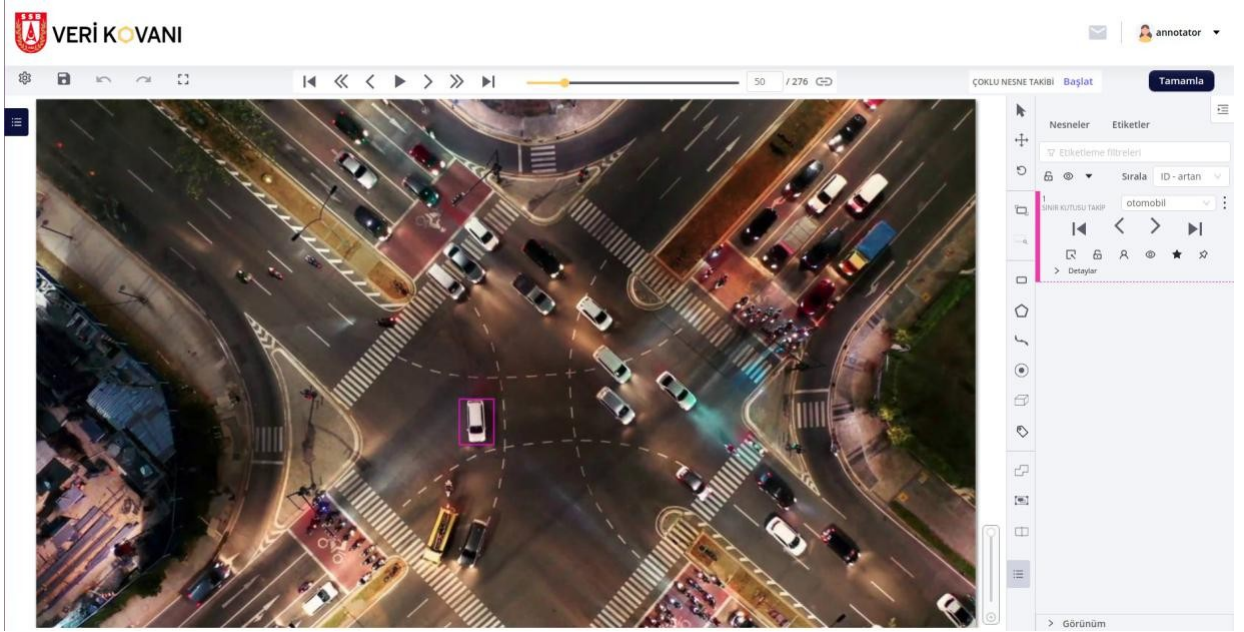 SSB
VERİ KOVANI
annotator
50 / 276
ÇOKLU NESNE TAKİBİ Başlat
Tamamla
Nesneler Etiketler
Etiketleme filtreleri
Sırala ID - artan
1
SINIR KUTUSU TAKİP
otomobil
Detaylar
Görünüm